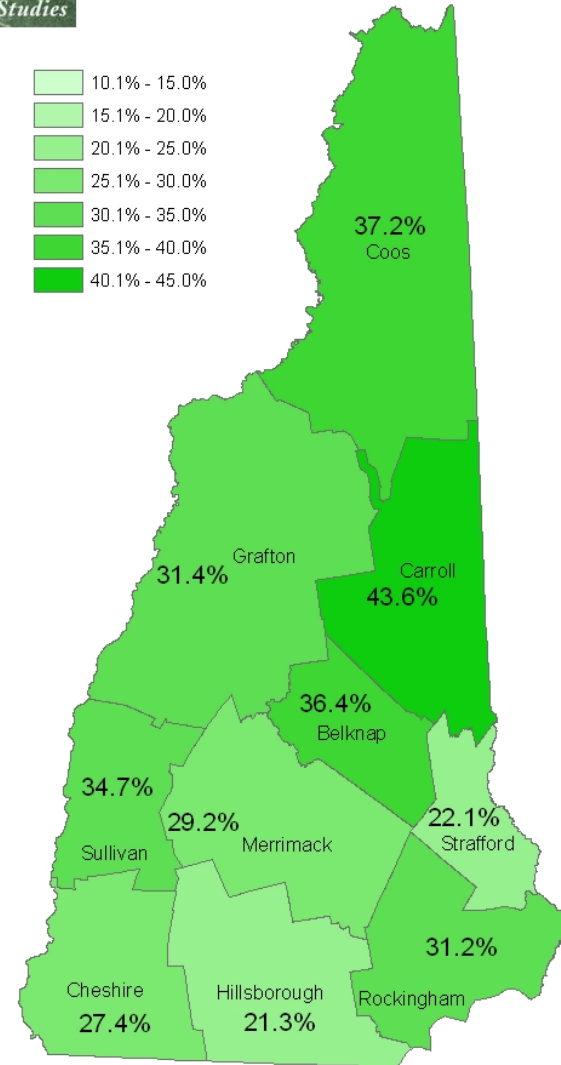 Studies
10.1% - 15.0%
15.1% - 20.0%
20.1% - 25.0%
25.1% - 30.0%
30.1% - 35.0%
35.1% - 40.0%
40.1% - 45.0%
37.2%
Coos
Grafton
31.4%
Carroll
43.6%
36.4%
Belknap
34.7%
Sullivan
29.2%
Merrimack
22.1%
Strafford
31.2%
Rockingham
Cheshire
27.4%
Hillsborough
21.3%